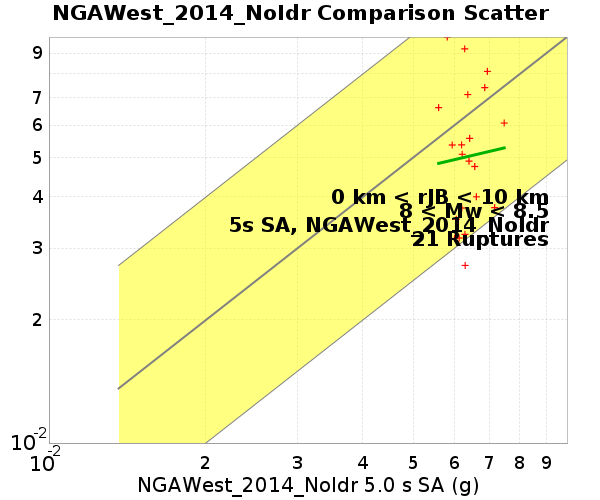 NGAWest_2014_NoIdr Comparison Scatter
9
7
6
5
4
3
2
10-2
10-2
2
3
4
5
6
7
8
9
0 km < rJB < 10 km
8 < Mw < 8.5
5s SA, NGAWest_2014_NoIdr
21 Ruptures
NGAWest_2014_NoIdr 5.0 s SA (g)